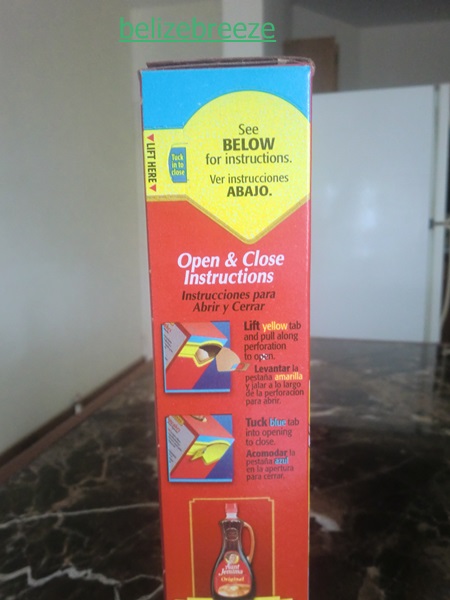 belizebreeze
See
BELOW
for instructions.
Ver instrucciones
ABAJO.
LIFT HERE
Tuck
in to
close
Open & Close
Instructions
Instrucciones para
Abrir y Cerrar
Lift yellow tab
and pull along
perforation
to open.
Levantar la
pestaña amarilla
y jalar a lo largo
de la perforación
para abrir.
Tuck blue tab
into opening
to close.
Acomodar la
pestaña azul
en la apertura
para cerrar.
Aunt
Jemima
Original